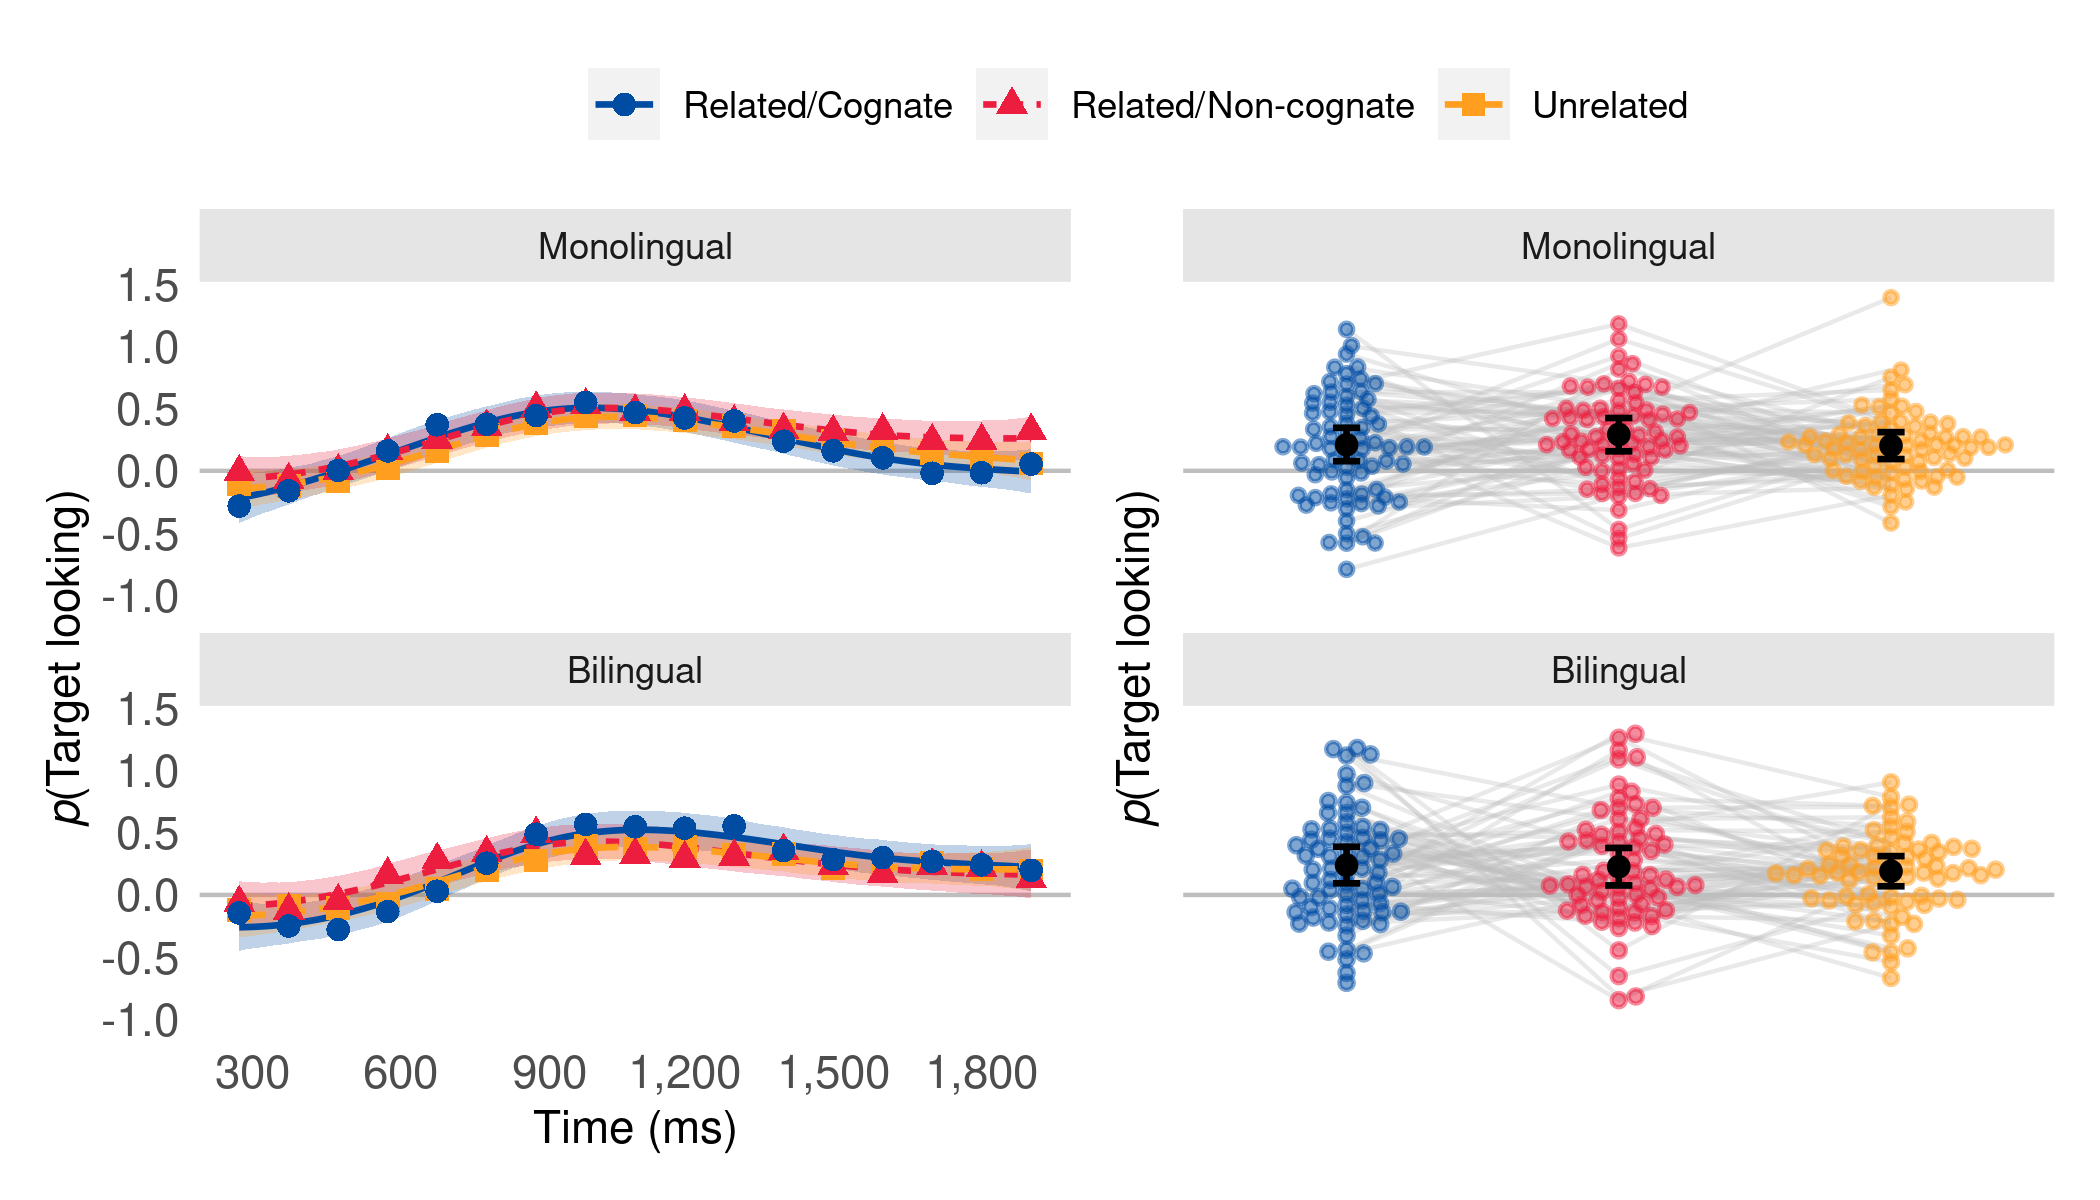 Related/Cognate
Related/Non-cognate
Unrelated
Monolingual
1.5
1.0
0.5
0.0
-0.5
-1.0
Bilingual
1.5
1.0
0.5
0.0
-0.5
-1.0
p(Target looking)
300
600
900
1,200
1,500
1,800
Time (ms)
Monolingual
Bilingual
p(Target looking)